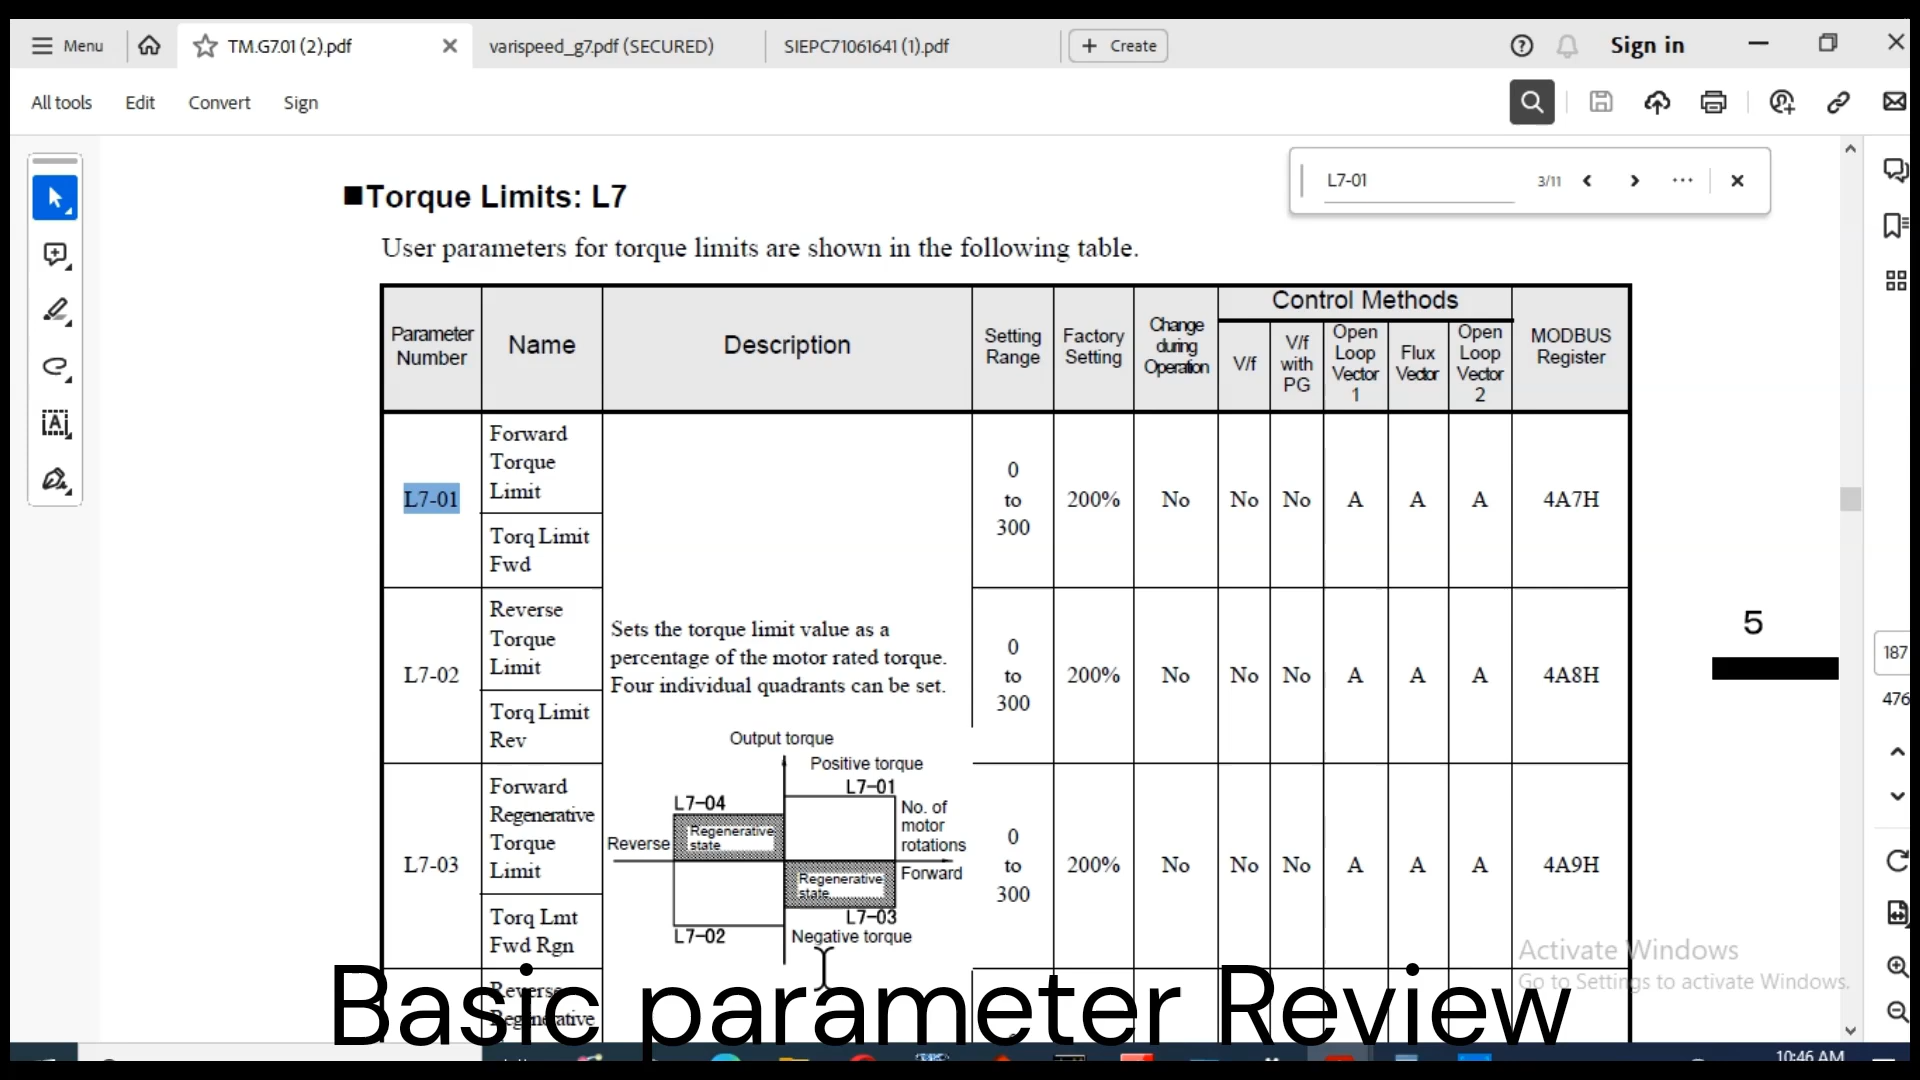 Menu
TM.G7.01 (2).pdf
varispeed_g7.pdf (SECURED)
SIEPC71061641 (1).pdf
Create
Sign in
All tools
Edit
Convert
Sign
L7-01
3/11
■Torque Limits: L7
User parameters for torque limits are shown in the following table.
Parameter Number
Name
Description
Setting Range
Factory Setting
Change during Operation
Control Methods
V/f
V/f with PG
Open Loop Vector 1
Flux Vector
Open Loop Vector 2
MODBUS Register
L7-01
Forward Torque Limit
Torq Limit Fwd
0 to 300
200%
No
No
No
A
A
A
4A7H
L7-02
Reverse Torque Limit
Torq Limit Rev
Sets the torque limit value as a
percentage of the motor rated torque.
Four individual quadrants can be set.
0 to 300
200%
No
No
No
A
A
A
4A8H
Output torque
Positive torque
L7-01
L7-04
No. of motor rotations
Regenerative state
Reverse
Forward
Regenerative state
L7-03
L7-02
Negative torque
L7-03
Forward Regenerative Torque Limit
Torq Lmt Fwd Rgn
0 to 300
200%
No
No
No
A
A
A
4A9H
Reverse
Regenerative
5
187
476
Activate Windows
Go to Settings to activate Windows.
Basic parameter Review
10:46 AM